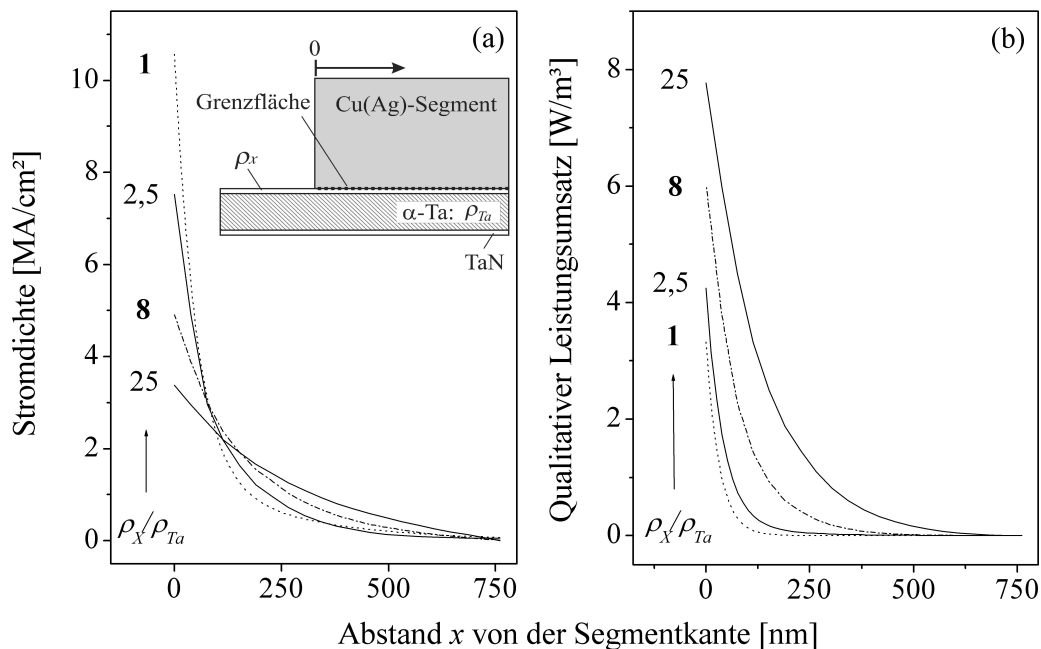 (a)
10
8
6
4
2
0
0
250
500
750
Stromdichte [MA/cm²]
1
2,5
8
25
ρX/ρTa
0
Grenzfläche
Cu(Ag)-Segment
ρx
α-Ta: ρTa
TaN
(b)
8
6
4
2
0
0
250
500
750
Qualitativer Leistungsumsatz [W/m³]
25
8
2,5
1
ρX/ρTa
Abstand x von der Segmentkante [nm]